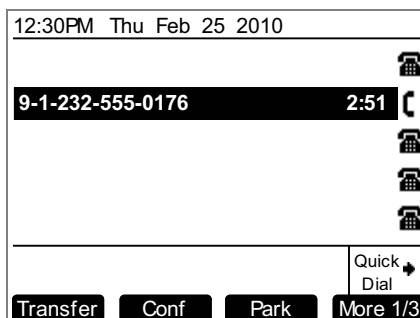 12:30PM Thu Feb 25 2010
9-1-232-555-0176 2:51
Quick
Dial
Transfer Conf Park More 1/3